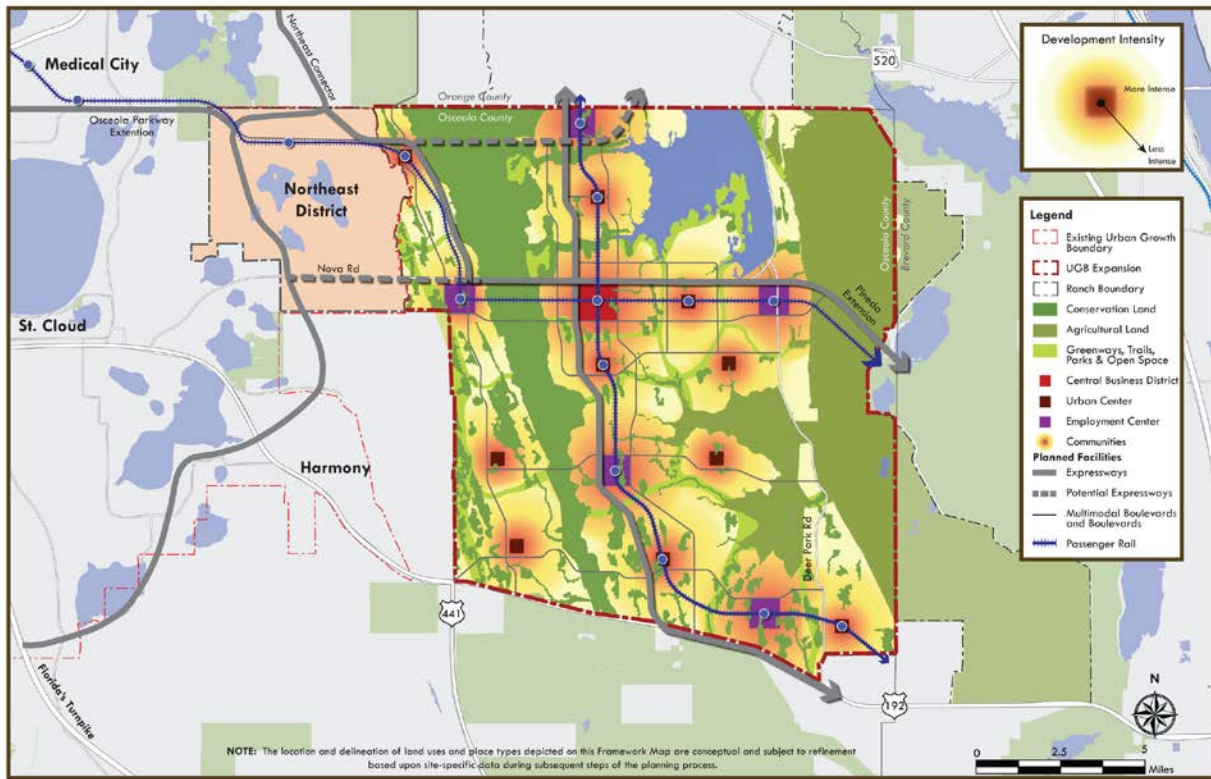 Medical City
Osceola Parkway
Extention
Northeast Connector
Orange County
Osceola County
520
Northeast
District
Nova Rd
St. Cloud
Harmony
Osceola County
Brevard County
Pineda
Extension
Deer Park Rd
441
192
Florida's Turnpike
Development Intensity
More Intense
Less
Intense
Legend
Existing Urban Growth
Boundary
UGB Expansion
Ranch Boundary
Conservation Land
Agricultural Land
Greenways, Trails,
Parks & Open Space
Central Business District
Urban Center
Employment Center
Communities
Planned Facilities
Expressways
Potential Expressways
Multimodal Boulevards
and Boulevards
Passenger Rail
N
0 2.5 5
Miles
NOTE: The location and delineation of land uses and place types depicted on this Framework Map are conceptual and subject to refinement
based upon site-specific data during subsequent steps of the planning process.